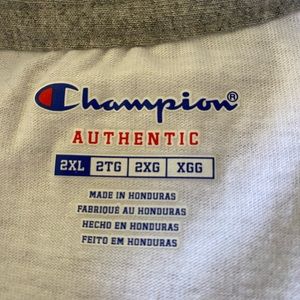 Champion®
AUTHENTIC
2XL 2TG 2XG XGG
MADE IN HONDURAS
FABRIQUÉ AU HONDURAS
HECHO EN HONDURAS
FEITO EM HONDURAS